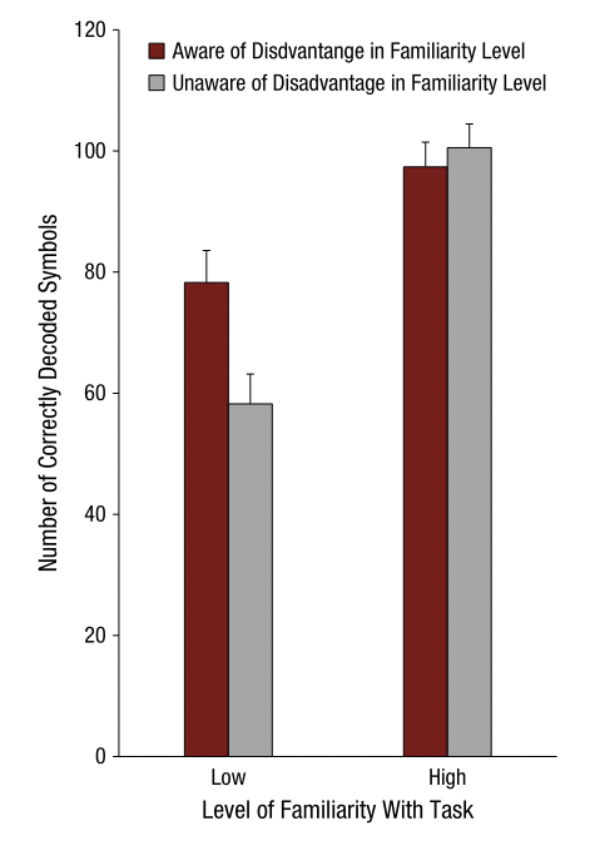 120
Aware of Disdvantange in Familiarity Level
Unaware of Disadvantage in Familiarity Level
100
80
60
40
20
0
Number of Correctly Decoded Symbols
Low
High
Level of Familiarity With Task